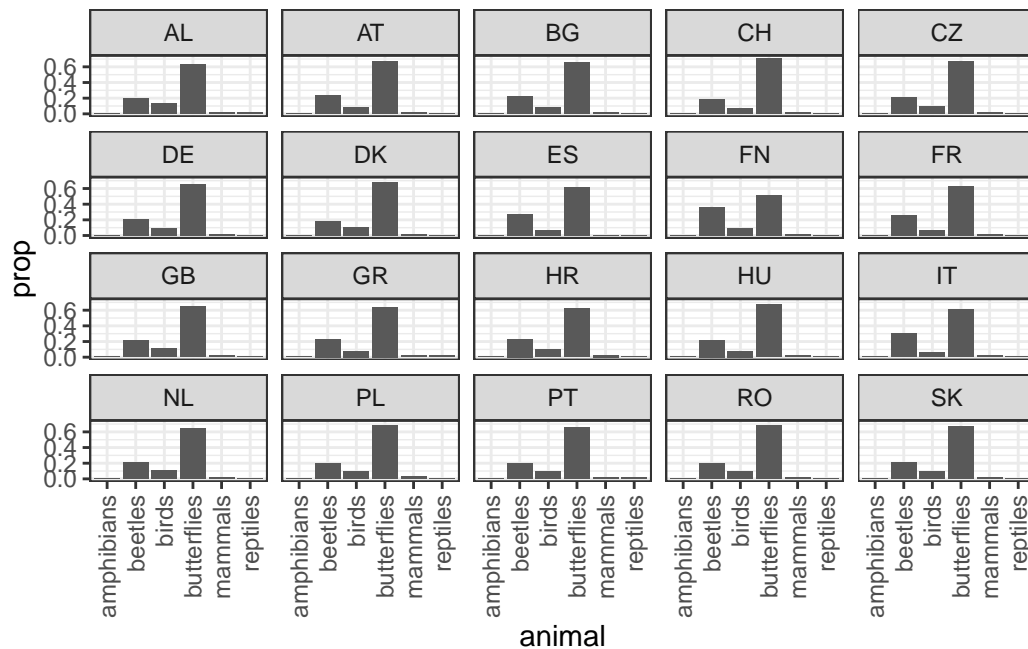 AL AT BG CH CZ
0.6
0.4
0.2
0.0
DE DK ES FN FR
0.6
0.4
0.2
0.0
GB GR HR HU IT
0.6
0.4
0.2
0.0
NL PL PT RO SK
0.6
0.4
0.2
0.0
prop
amphibians beetles birds butterflies mammals reptiles amphibians beetles birds butterflies mammals reptiles amphibians beetles birds butterflies mammals reptiles amphibians beetles birds butterflies mammals reptiles amphibians beetles birds butterflies mammals reptiles
animal